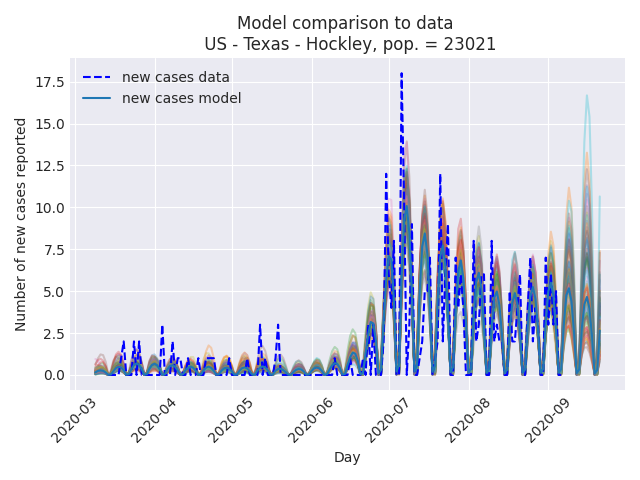 Model comparison to data
US - Texas - Hockley, pop. = 23021
new cases data
new cases model
Number of new cases reported
17.5
15.0
12.5
10.0
7.5
5.0
2.5
0.0
2020-03
2020-04
2020-05
2020-06
2020-07
2020-08
2020-09
Day